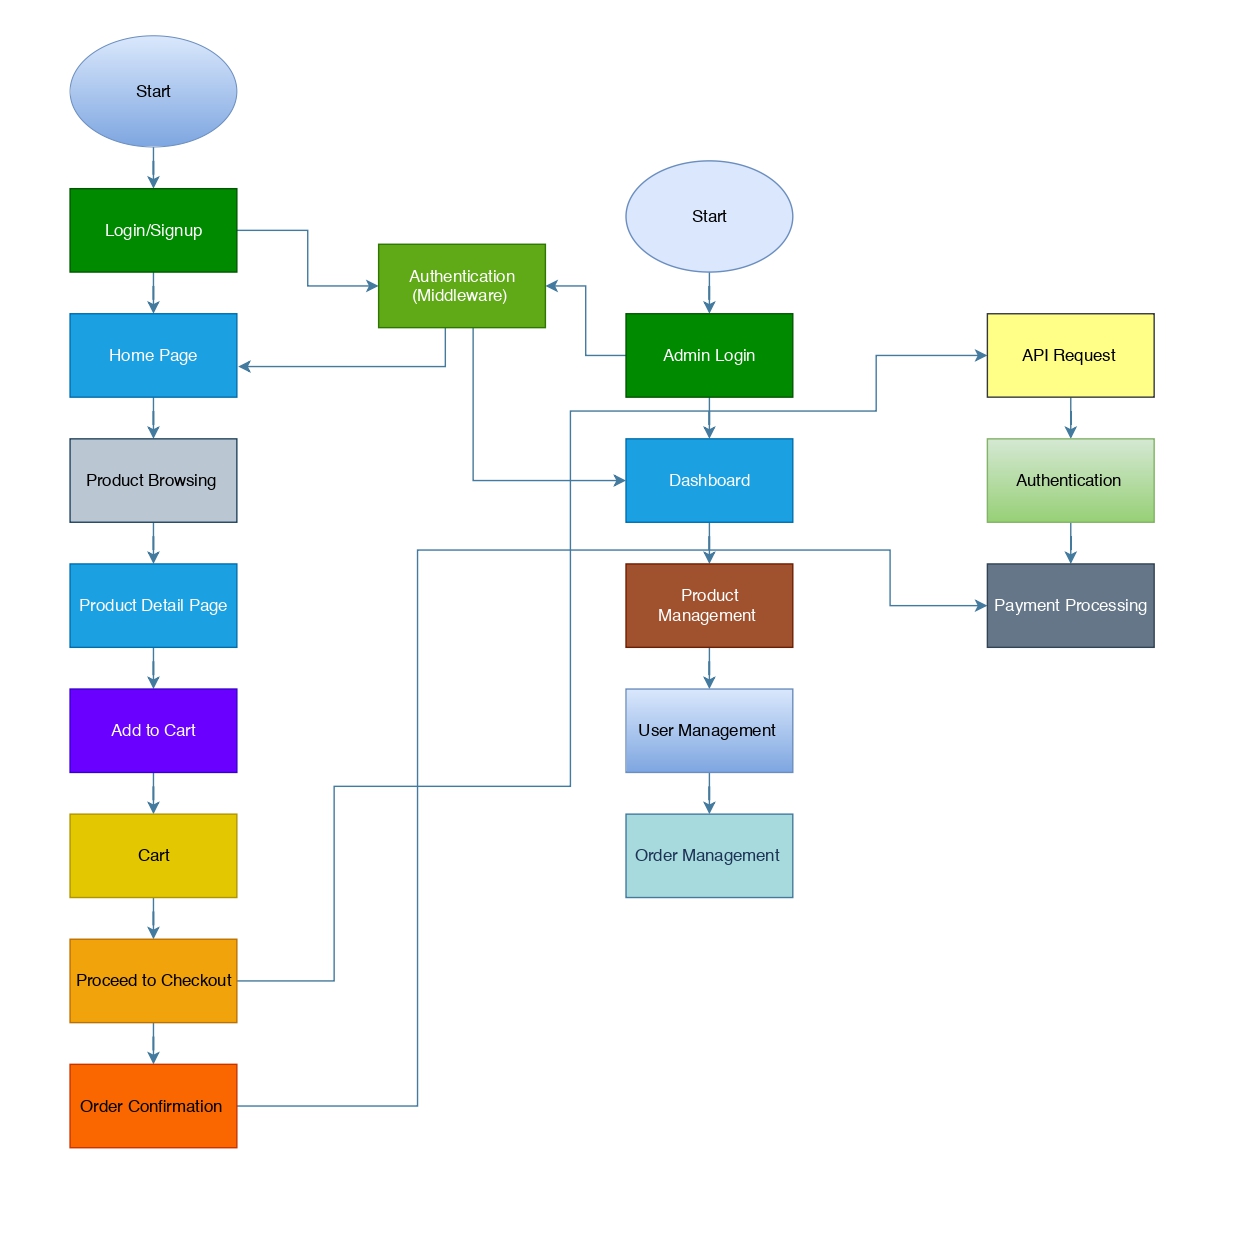 Start
Login/Signup
Home Page
Product Browsing
Product Detail Page
Add to Cart
Cart
Proceed to Checkout
Order Confirmation
Authentication
(Middleware)
Start
Admin Login
Dashboard
Product
Management
User Management
Order Management
API Request
Authentication
Payment Processing